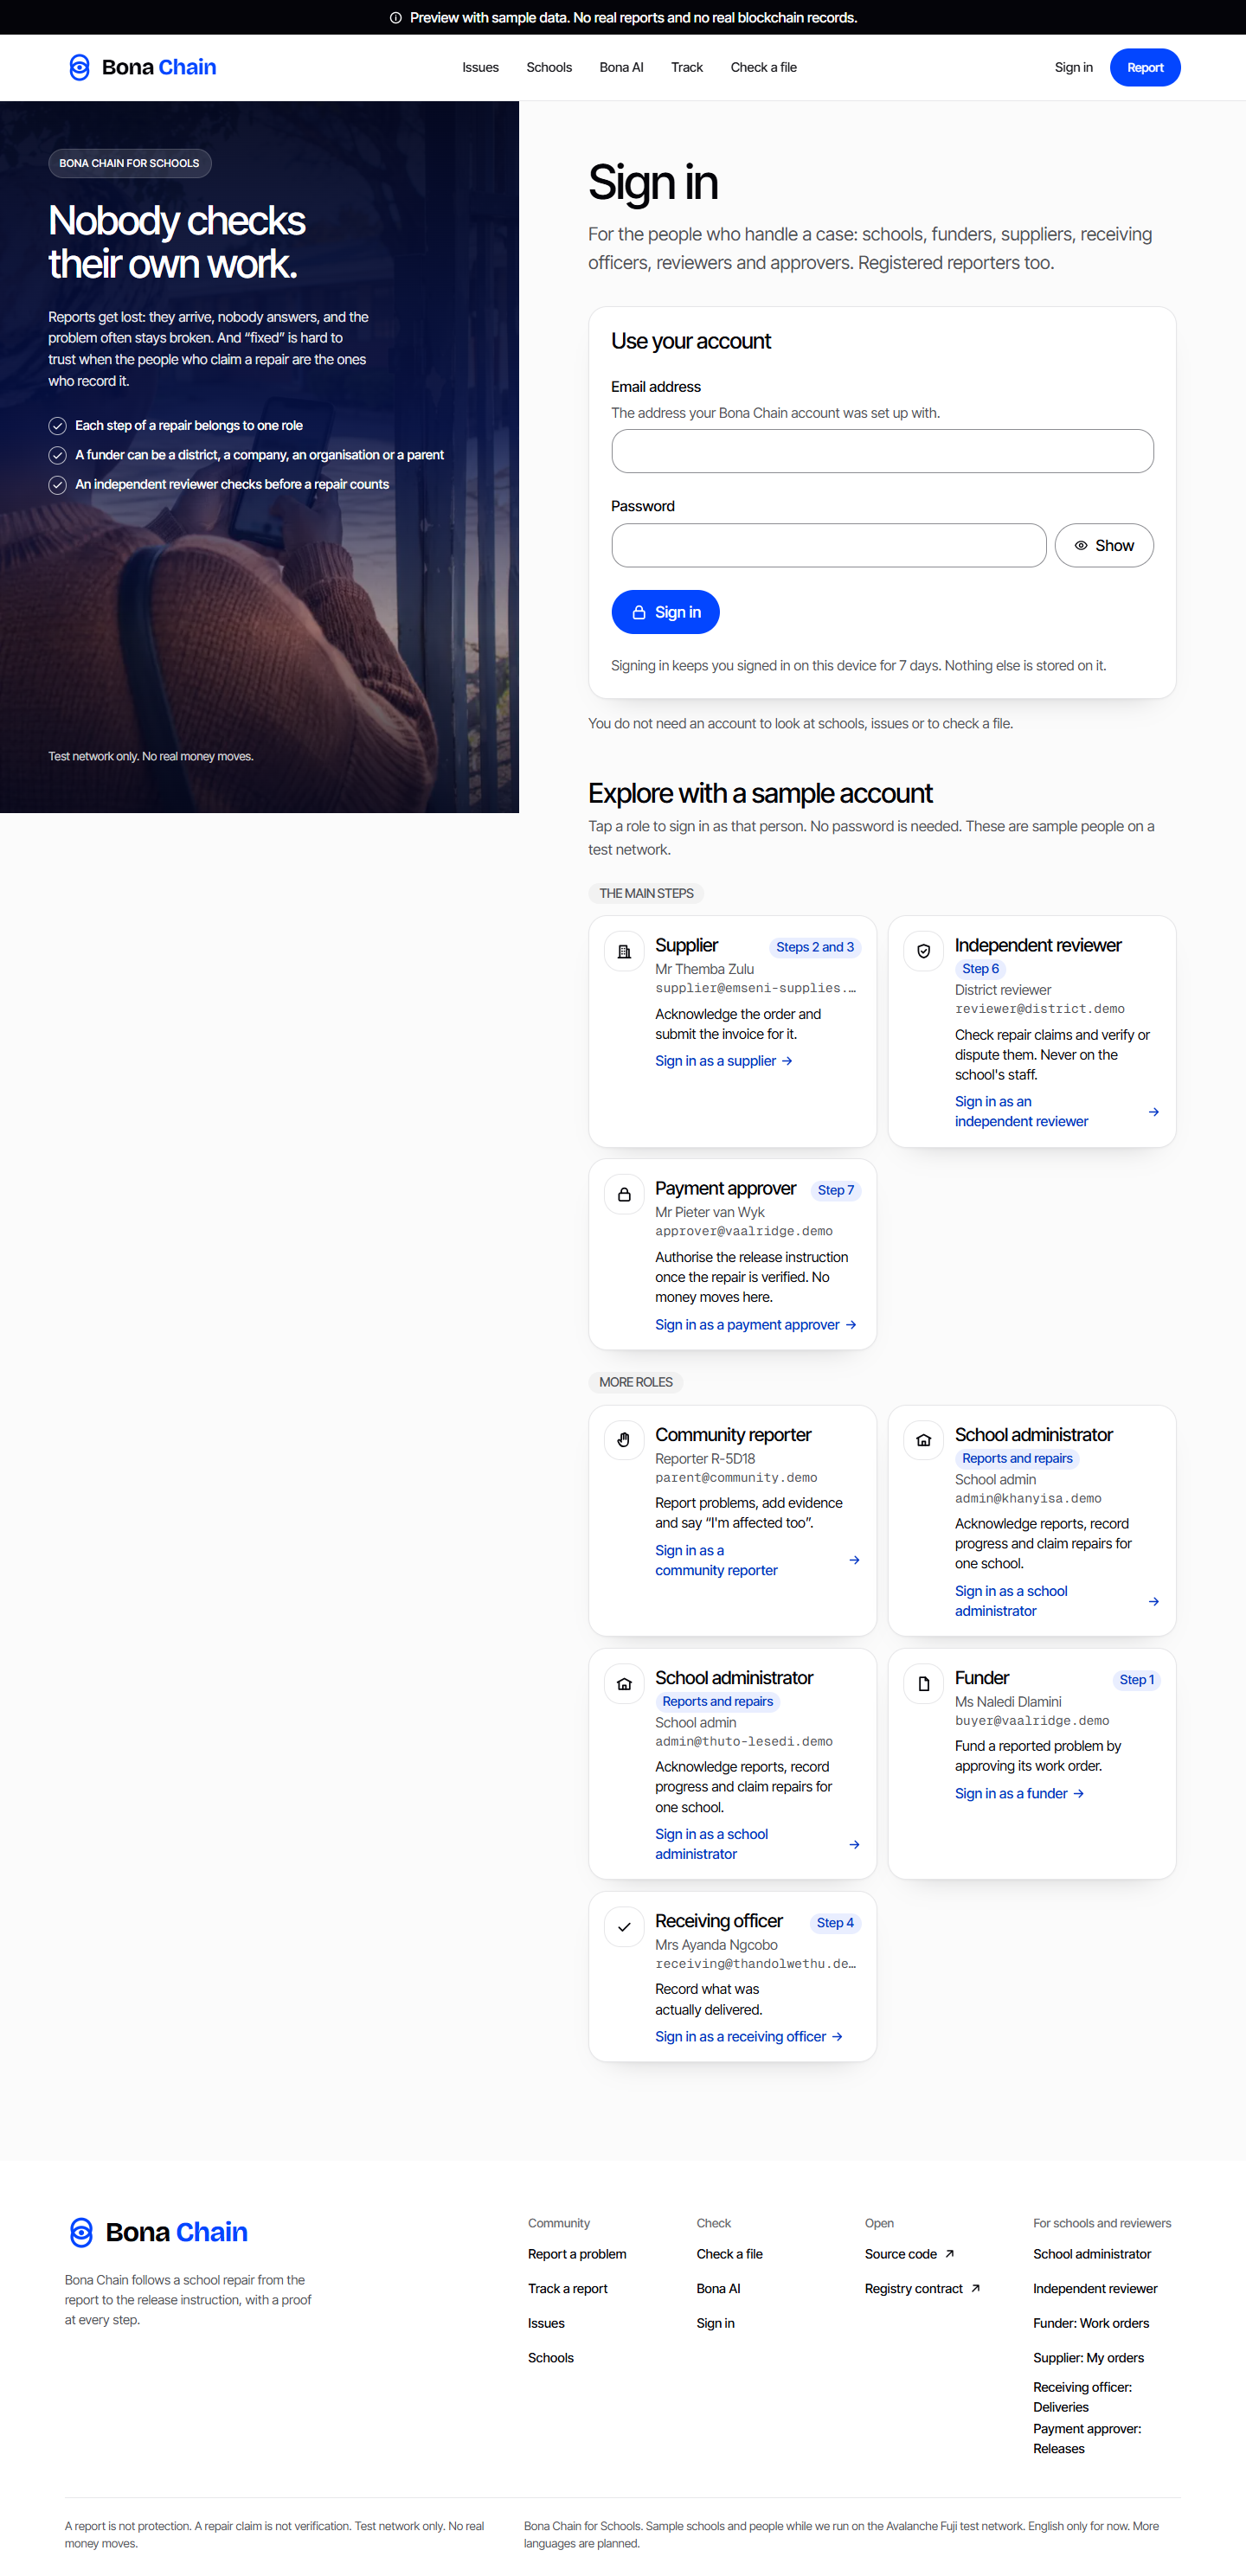 Preview with sample data. No real reports and no real blockchain records.
Bona Chain
Issues
Schools
Bona AI
Track
Check a file
Sign in
Report
BONA CHAIN FOR SCHOOLS
Nobody checks
their own work.
Reports get lost: they arrive, nobody answers, and the
problem often stays broken. And “fixed” is hard to
trust when the people who claim a repair are the ones
who record it.
Each step of a repair belongs to one role
A funder can be a district, a company, an organisation or a parent
An independent reviewer checks before a repair counts
Test network only. No real money moves.
Sign in
For the people who handle a case: schools, funders, suppliers, receiving
officers, reviewers and approvers. Registered reporters too.
Use your account
Email address
The address your Bona Chain account was set up with.
Password
Show
Sign in
Signing in keeps you signed in on this device for 7 days. Nothing else is stored on it.
You do not need an account to look at schools, issues or to check a file.
Explore with a sample account
Tap a role to sign in as that person. No password is needed. These are sample people on a
test network.
THE MAIN STEPS
Supplier
Steps 2 and 3
Mr Themba Zulu
supplier@emseni-supplies.…
Acknowledge the order and
submit the invoice for it.
Sign in as a supplier →
Independent reviewer
Step 6
District reviewer
reviewer@district.demo
Check repair claims and verify or
dispute them. Never on the
school's staff.
Sign in as an
independent reviewer →
Payment approver
Step 7
Mr Pieter van Wyk
approver@vaalridge.demo
Authorise the release instruction
once the repair is verified. No
money moves here.
Sign in as a payment approver →
MORE ROLES
Community reporter
Reporter R-5D18
parent@community.demo
Report problems, add evidence
and say “I'm affected too”.
Sign in as a
community reporter →
School administrator
Reports and repairs
School admin
admin@khanyisa.demo
Acknowledge reports, record
progress and claim repairs for
one school.
Sign in as a school
administrator →
School administrator
Reports and repairs
School admin
admin@thuto-lesedi.demo
Acknowledge reports, record
progress and claim repairs for
one school.
Sign in as a school
administrator →
Funder
Step 1
Ms Naledi Dlamini
buyer@vaalridge.demo
Fund a reported problem by
approving its work order.
Sign in as a funder →
Receiving officer
Step 4
Mrs Ayanda Ngcobo
receiving@thandolwethu.de…
Record what was
actually delivered.
Sign in as a receiving officer →
Bona Chain
Bona Chain follows a school repair from the
report to the release instruction, with a proof
at every step.
Community
Report a problem
Track a report
Issues
Schools
Check
Check a file
Bona AI
Sign in
Open
Source code ↗
Registry contract ↗
For schools and reviewers
School administrator
Independent reviewer
Funder: Work orders
Supplier: My orders
Receiving officer:
Deliveries
Payment approver:
Releases
A report is not protection. A repair claim is not verification. Test network only. No real
money moves.
Bona Chain for Schools. Sample schools and people while we run on the Avalanche Fuji test network. English only for now. More
languages are planned.